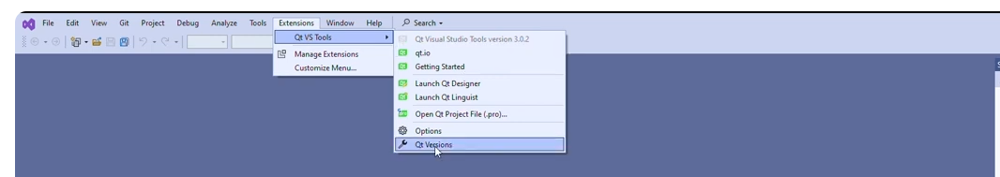 File Edit View Git Project Debug Analyze Tools Extensions Window Help Search
Qt VS Tools
Manage Extensions
Customize Menu...
Qt Visual Studio Tools version 3.0.2
qt.io
Getting Started
Launch Qt Designer
Launch Qt Linguist
Open Qt Project File (.pro)...
Options
Qt Versions